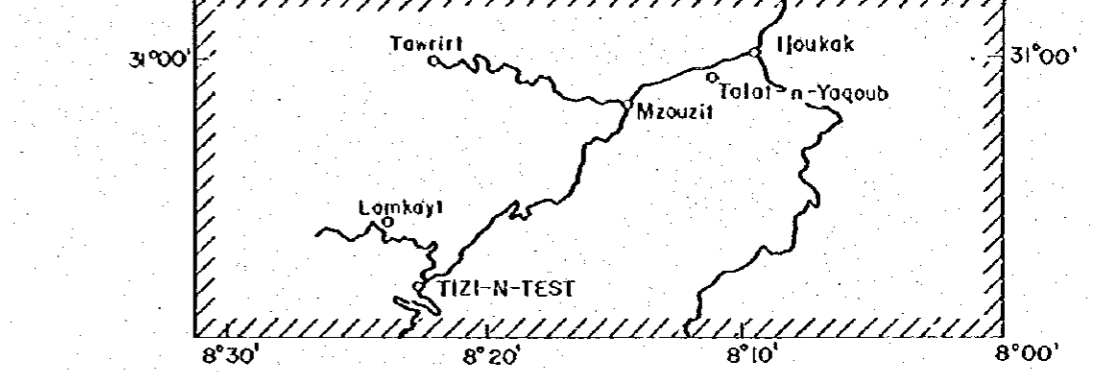 Tawrirt
Ijoukak
31°00'
31°00'
Talat-n-Yaqoub
Mzouzit
Lamkayt
TIZI-N-TEST
8°30'
8°20'
8°10'
8°00'